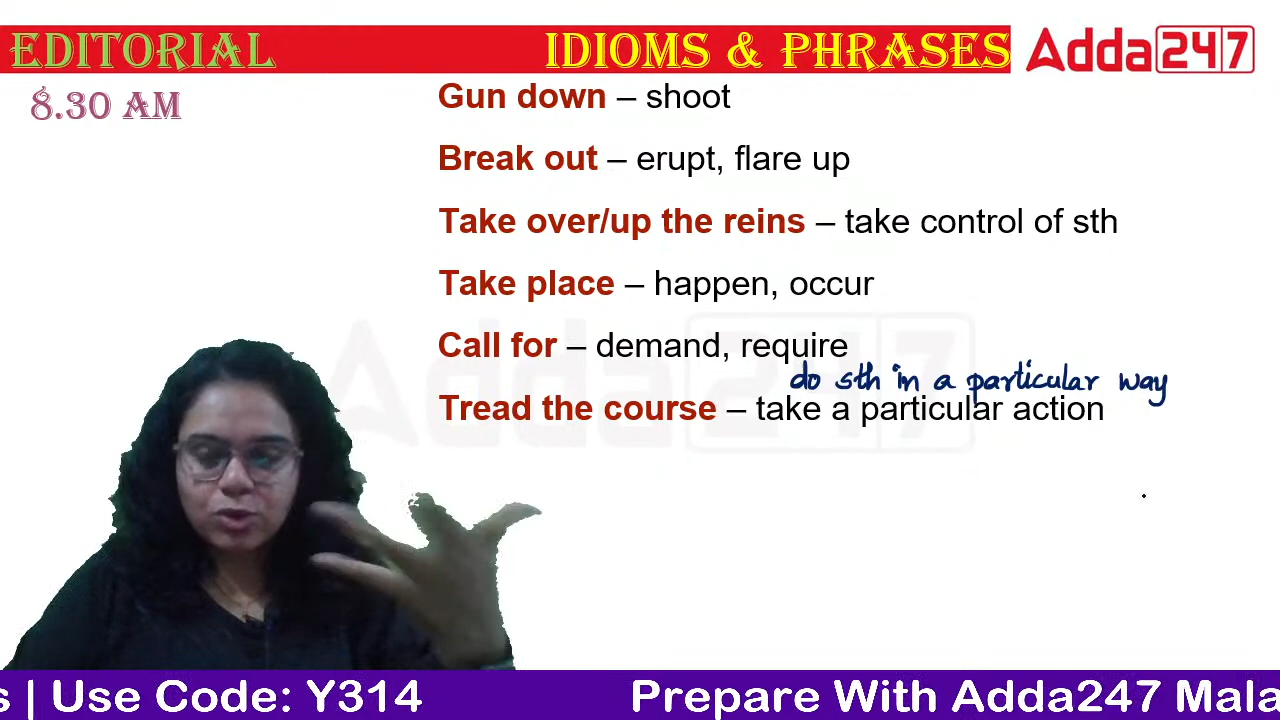 EDITORIAL IDIOMS & PHRASES Adda247
8.30 AM
Gun down – shoot
Break out – erupt, flare up
Take over/up the reins – take control of sth
Take place – happen, occur
Call for – demand, require
do sth in a particular way
Tread the course – take a particular action
Adda247
s | Use Code: Y314 Prepare With Adda247 Mala